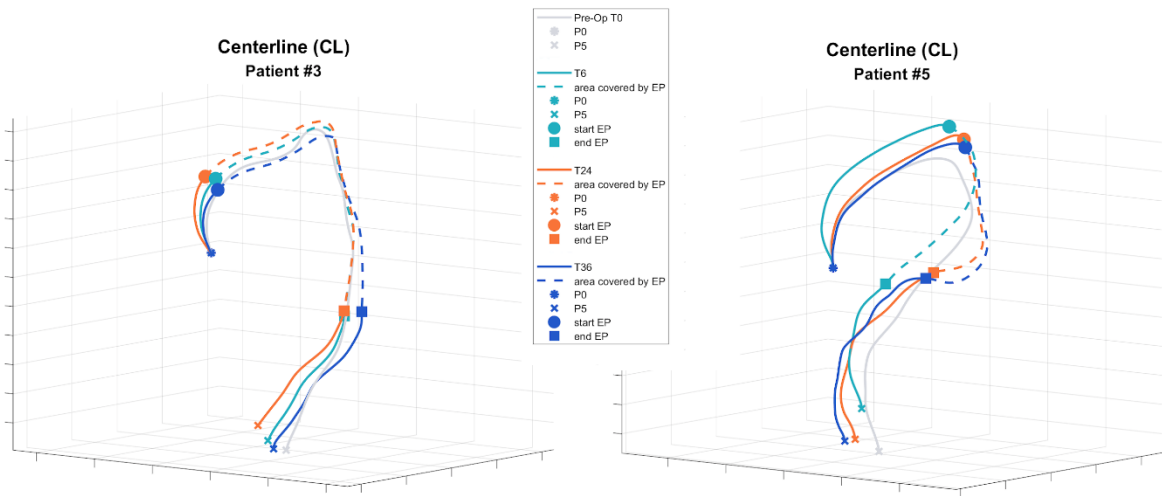 Centerline (CL)
Patient #3
Pre-Op T0
P0
P5
T6
area covered by EP
P0
P5
start EP
end EP
T24
area covered by EP
P0
P5
start EP
end EP
T36
area covered by EP
P0
P5
start EP
end EP
Centerline (CL)
Patient #5